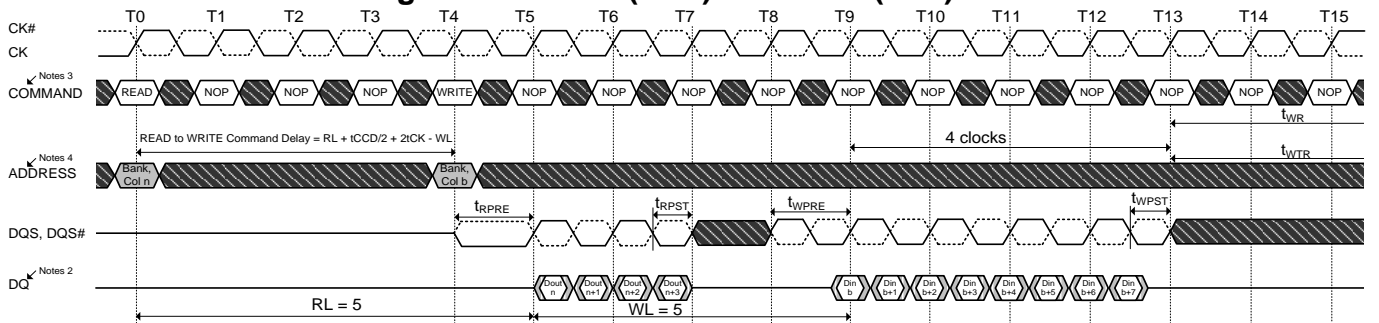 T0 T1 T2 T3 T4 T5 T6 T7 T8 T9 T10 T11 T12 T13 T14 T15
CK#
CK
Notes 3
COMMAND READ NOP NOP NOP WRITE NOP NOP NOP NOP NOP NOP NOP NOP NOP NOP NOP
tWR
READ to WRITE Command Delay = RL + tCCD/2 + 2tCK - WL
4 clocks
tWTR
Notes 4
ADDRESS
Bank,
Col n
Bank,
Col b
tRPRE tRPST tWPRE tWPST
DQS, DQS#
Notes 2
DQ
Dout
n
Dout
n+1
Dout
n+2
Dout
n+3
Din
b
Din
b+1
Din
b+2
Din
b+3
Din
b+4
Din
b+5
Din
b+6
Din
b+7
RL = 5
WL = 5